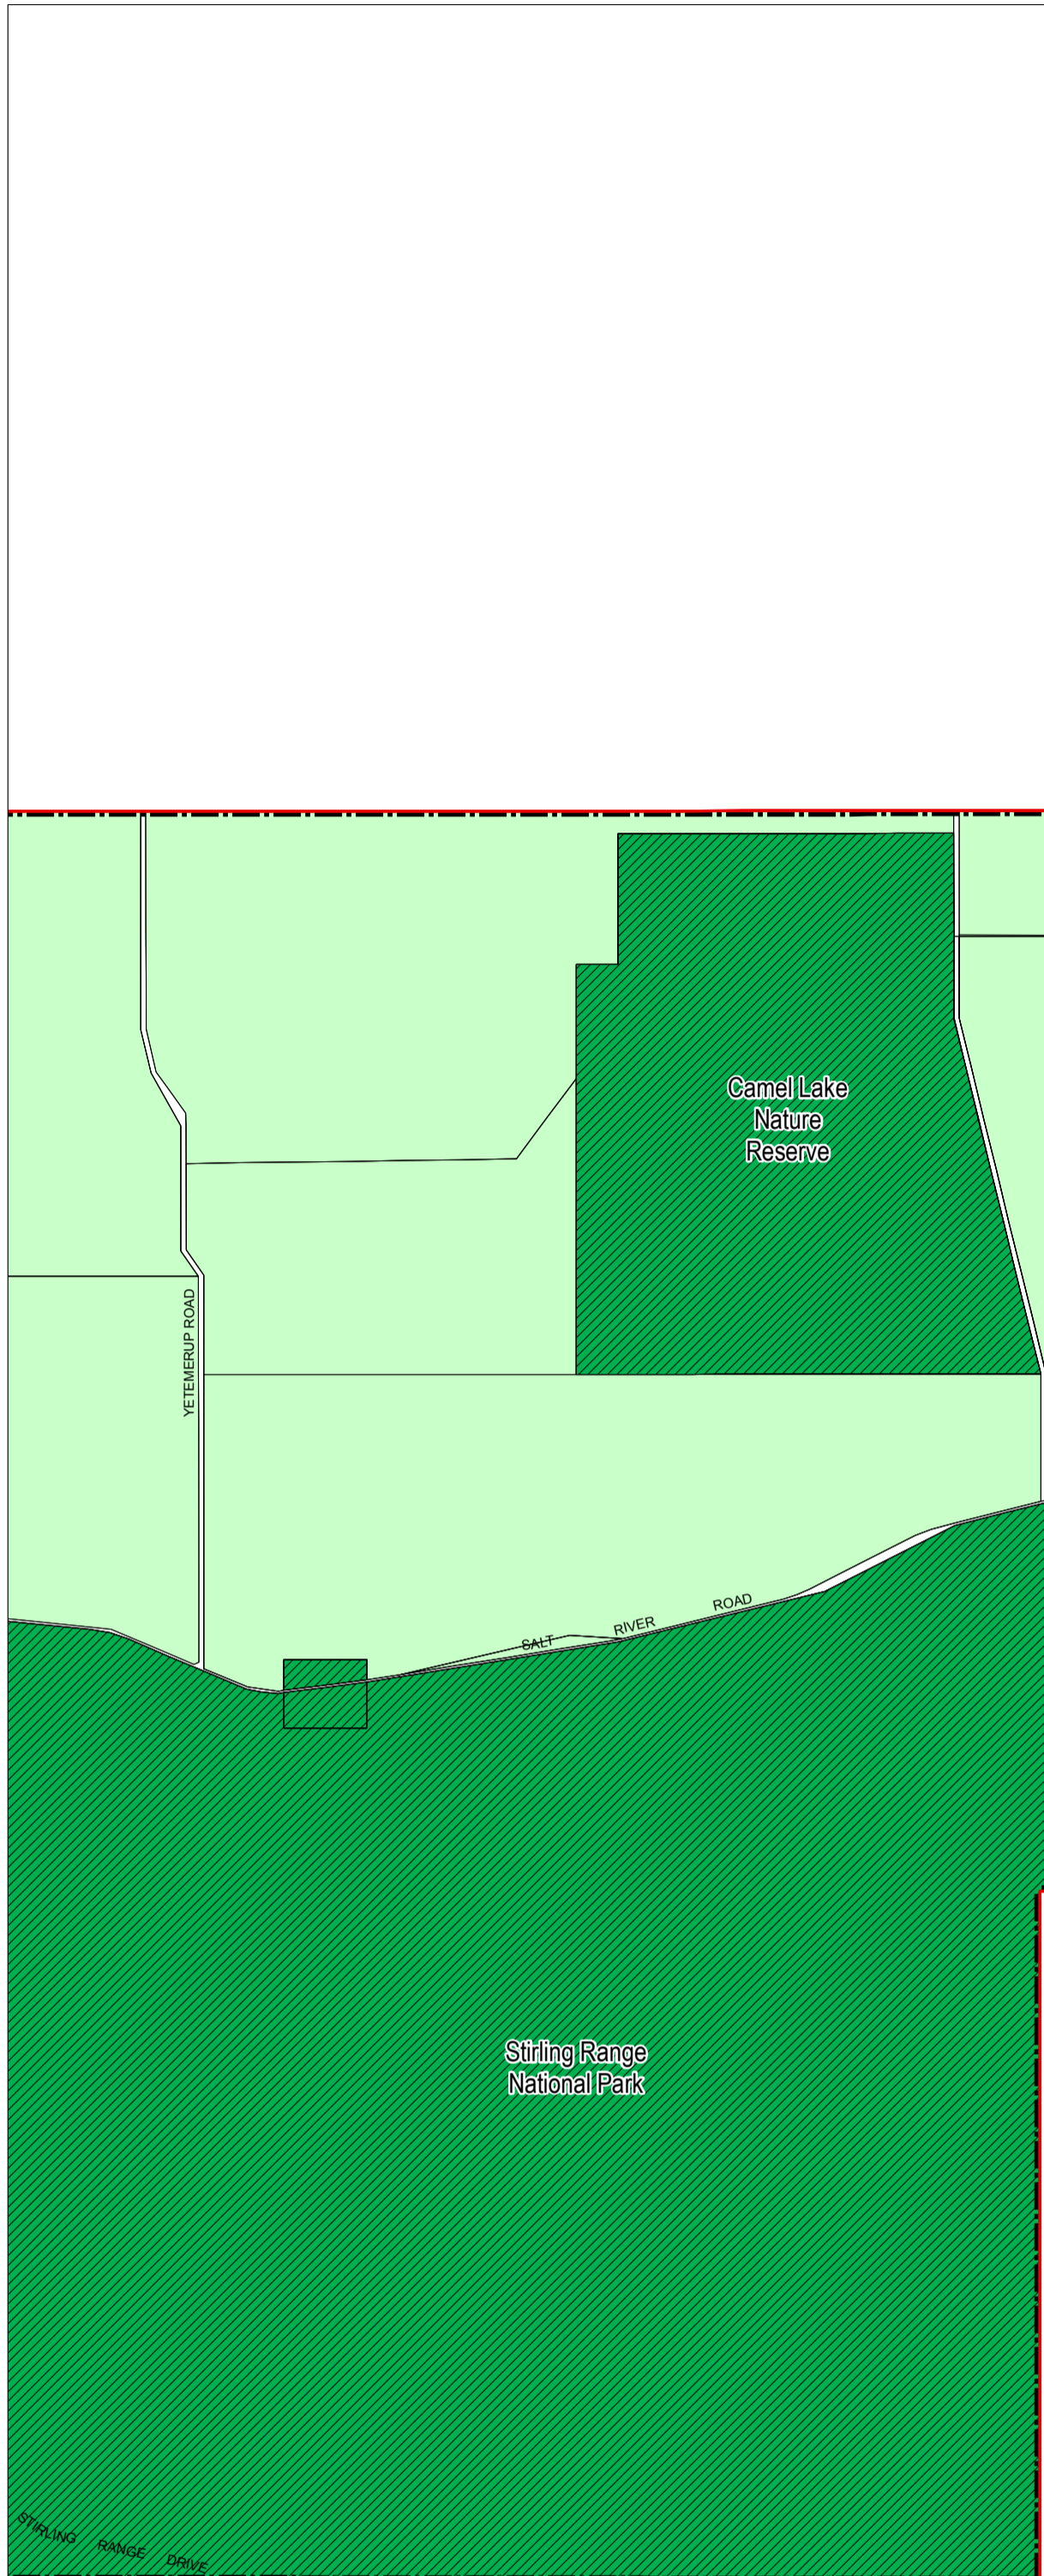 Camel Lake
Nature
Reserve
YETEMERUP ROAD
SALT RIVER ROAD
Stirling Range
National Park
STIRLING RANGE DRIVE